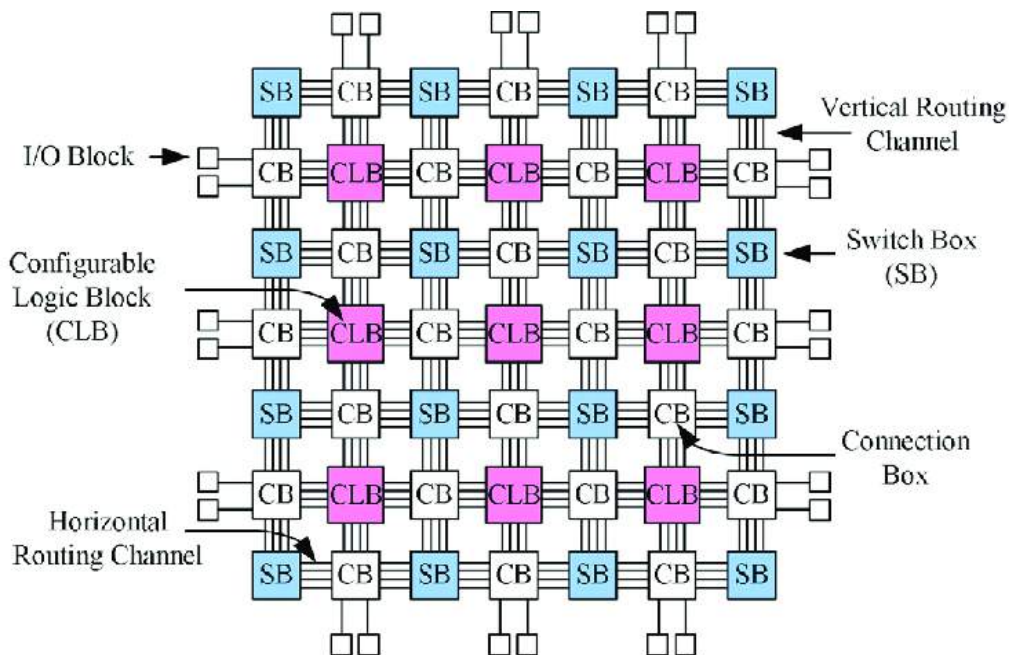 SB CB SB CB SB CB SB
Vertical Routing
Channel
I/O Block
CB CLB CB CLB CB CLB CB
SB CB SB CB SB CB SB
Switch Box
(SB)
Configurable
Logic Block
(CLB)
CB CLB CB CLB CB CLB CB
SB CB SB CB SB CB SB
Connection
Box
CB CLB CB CLB CB CLB CB
Horizontal
Routing Channel
SB CB SB CB SB CB SB